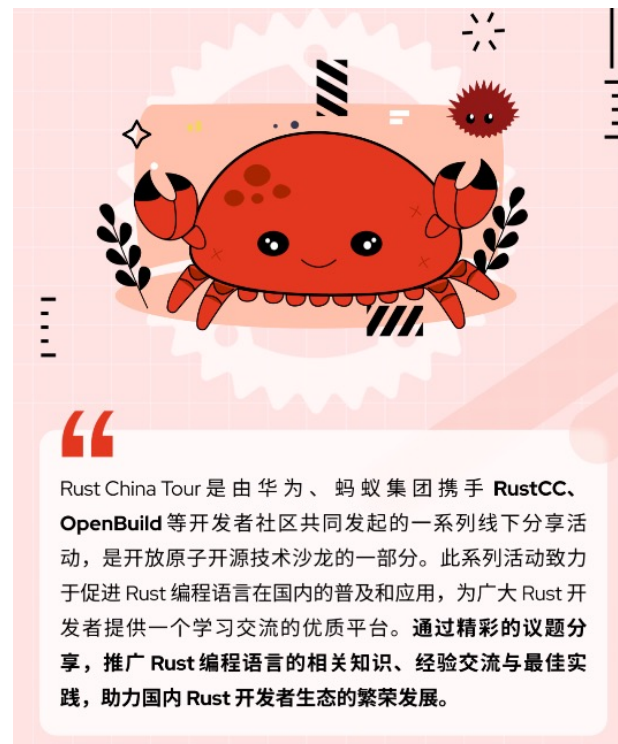 Rust China Tour 是由华为、蚂蚁集团携手 RustCC、
OpenBuild 等开发者社区共同发起的一系列线下分享活
动，是开放原子开源技术沙龙的一部分。此系列活动致力
于促进 Rust 编程语言在国内的普及和应用，为广大 Rust 开
发者提供一个学习交流的优质平台。通过精彩的议题分
享，推广 Rust 编程语言的相关知识、经验交流与最佳实
践，助力国内 Rust 开发者生态的繁荣发展。